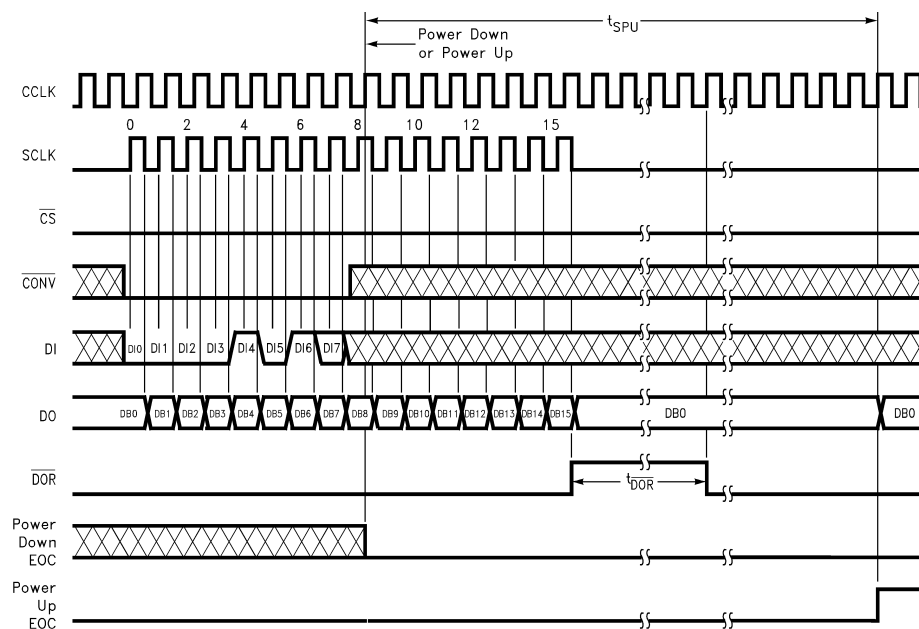 tSPU
Power Down
or Power Up
CCLK
0 2 4 6 8 10 12 15
SCLK
CS
CONV
DI DI0 DI1 DI2 DI3 DI4 DI5 DI6 DI7
DO DB0 DB1 DB2 DB3 DB4 DB5 DB6 DB7 DB8 DB9 DB10 DB11 DB12 DB13 DB14 DB15 DB0 DB0
DOR tDOR
Power
Down
EOC
Power
Up
EOC